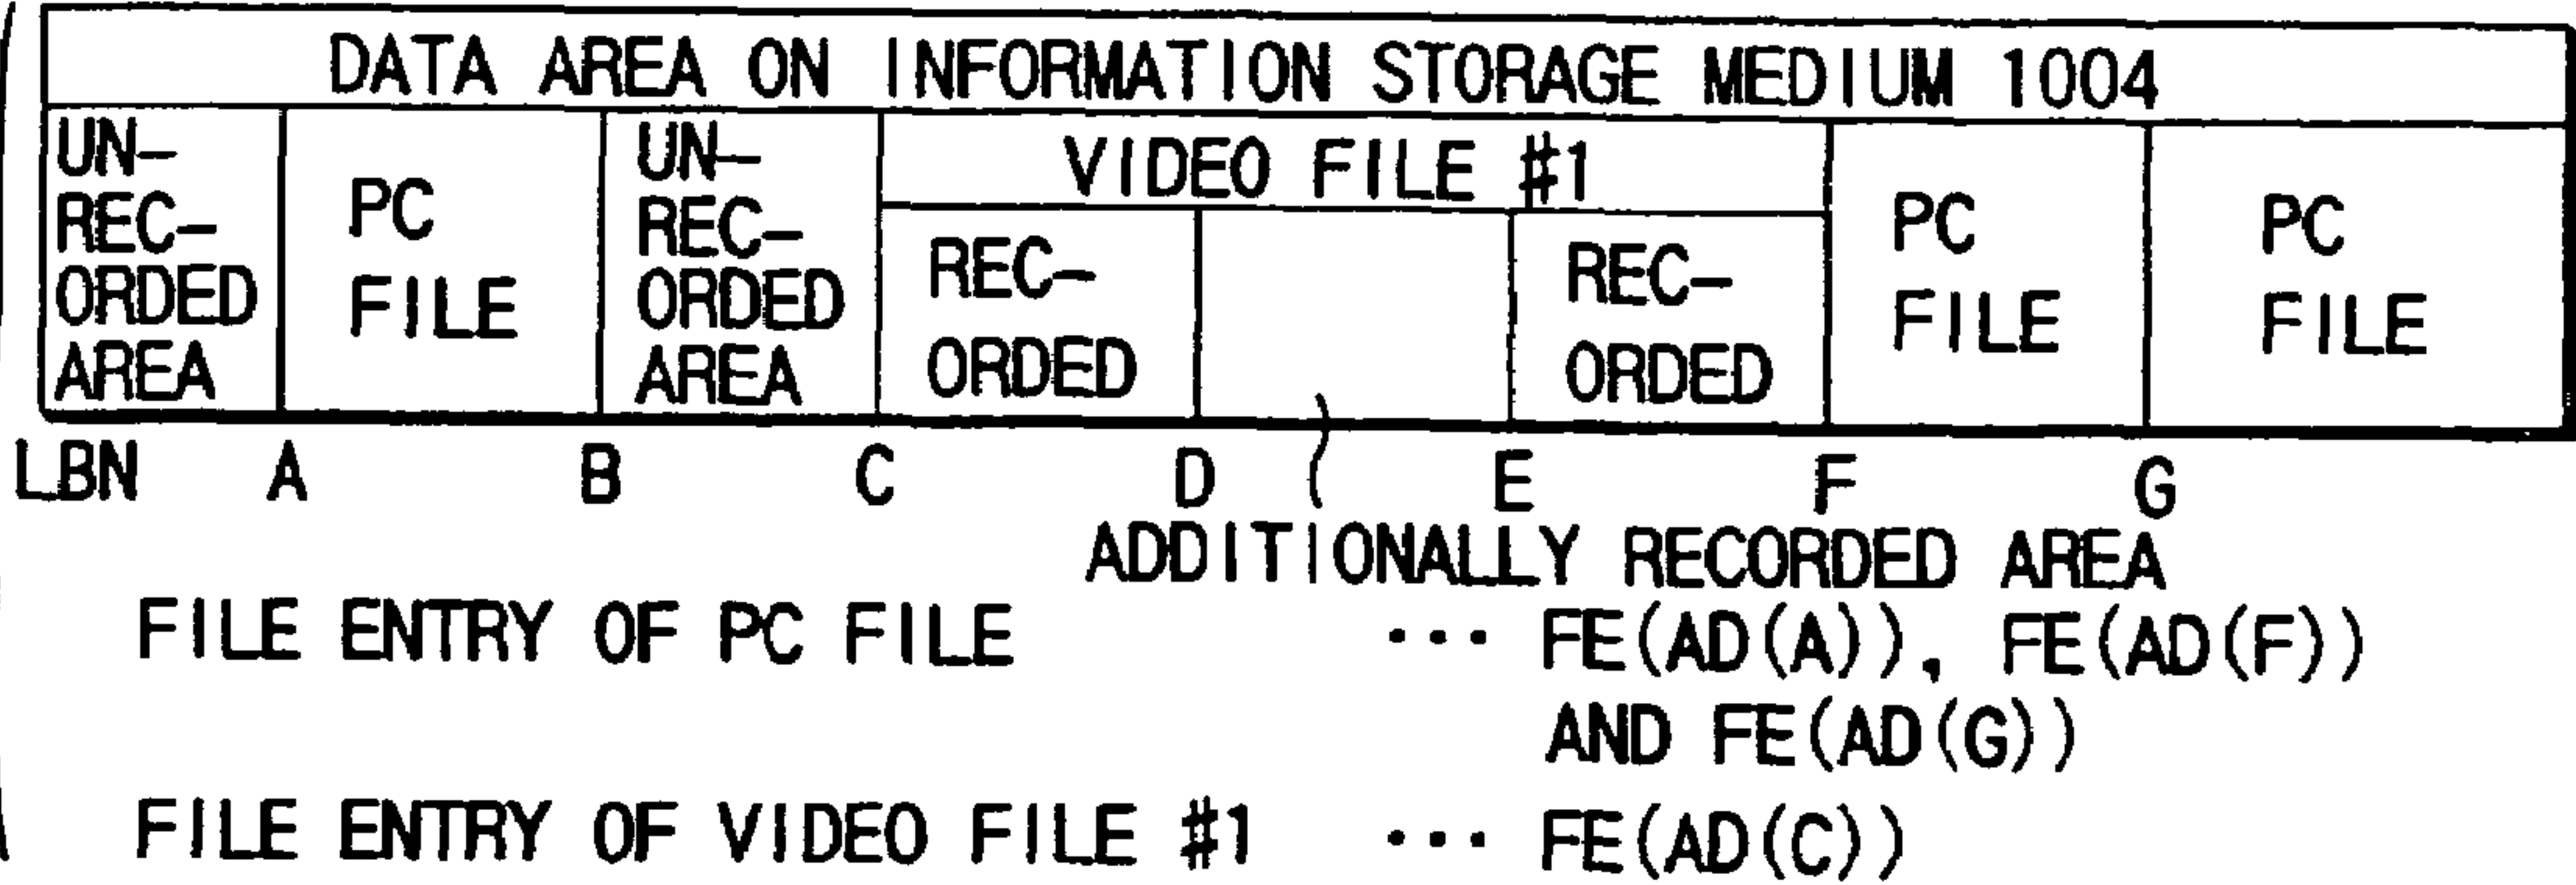 DATA AREA ON INFORMATION STORAGE MEDIUM 1004
UN-
REC-
ORDED
AREA
PC
FILE
UN-
REC-
ORDED
AREA
VIDEO FILE #1
REC-
ORDED
REC-
ORDED
PC
FILE
PC
FILE
LBN A B C D E F G
ADDITIONALLY RECORDED AREA
FILE ENTRY OF PC FILE ··· FE(AD(A)), FE(AD(F))
AND FE(AD(G))
FILE ENTRY OF VIDEO FILE #1 ··· FE(AD(C))